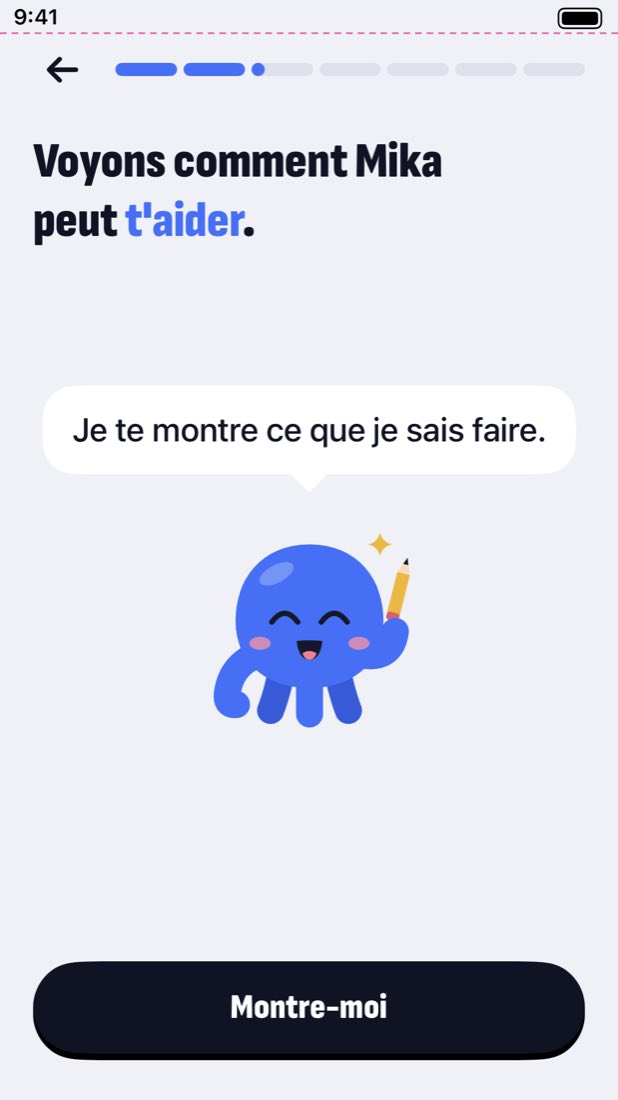 9:41
Voyons comment Mika
peut t'aider.
Je te montre ce que je sais faire.
Montre-moi